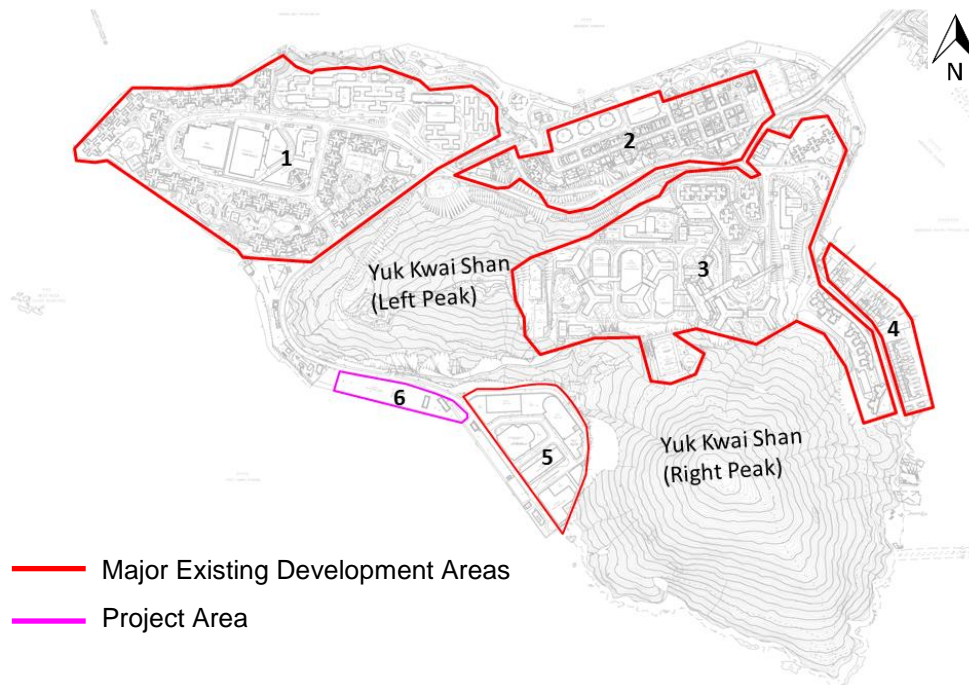 N
1
2
3
4
5
6
Yuk Kwai Shan
(Left Peak)
Yuk Kwai Shan
(Right Peak)
Major Existing Development Areas
Project Area